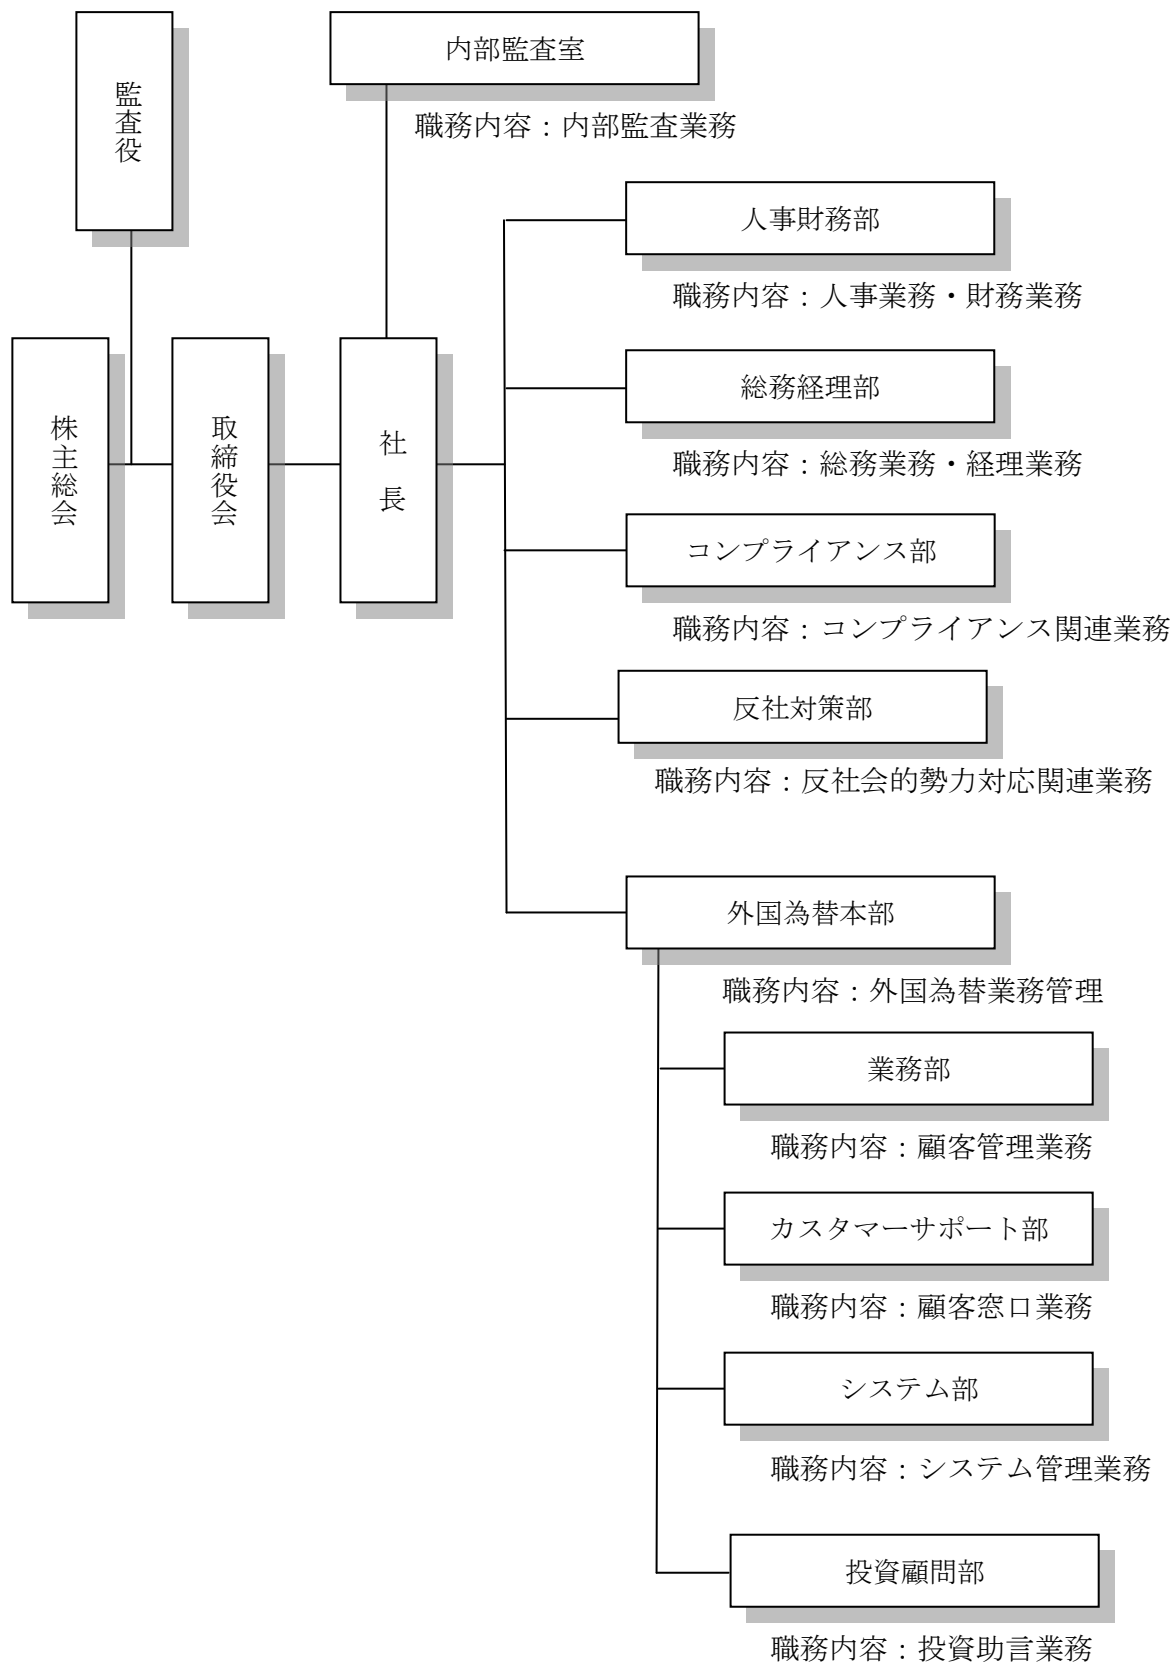 監査役
内部監査室
職務内容：内部監査業務
株主総会
取締役会
社長
人事財務部
職務内容：人事業務・財務業務
総務経理部
職務内容：総務業務・経理業務
コンプライアンス部
職務内容：コンプライアンス関連業務
反社対策部
職務内容：反社会的勢力対応関連業務
外国為替本部
職務内容：外国為替業務管理
業務部
職務内容：顧客管理業務
カスタマーサポート部
職務内容：顧客窓口業務
システム部
職務内容：システム管理業務
投資顧問部
職務内容：投資助言業務